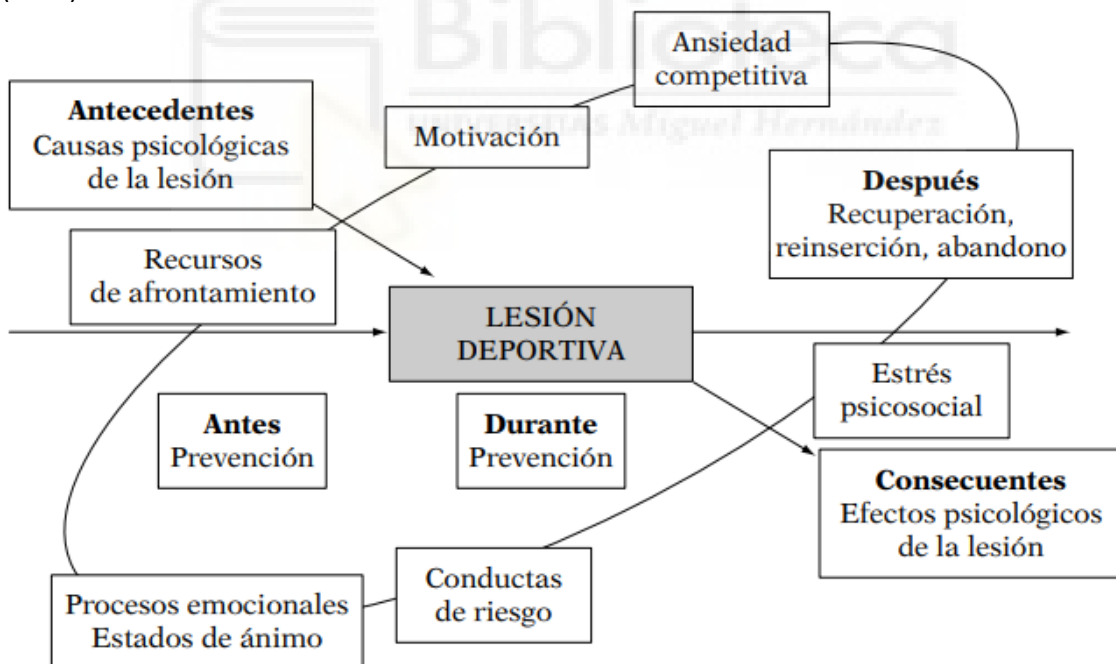 Biblioteca
UNIVERSITAS Miguel Hernández
Ansiedad
competitiva
Antecedentes
Causas psicológicas
de la lesión
Motivación
Después
Recuperación,
reinserción, abandono
Recursos
de afrontamiento
LESIÓN
DEPORTIVA
Estrés
psicosocial
Antes
Prevención
Durante
Prevención
Consecuentes
Efectos psicológicos
de la lesión
Conductas
de riesgo
Procesos emocionales
Estados de ánimo